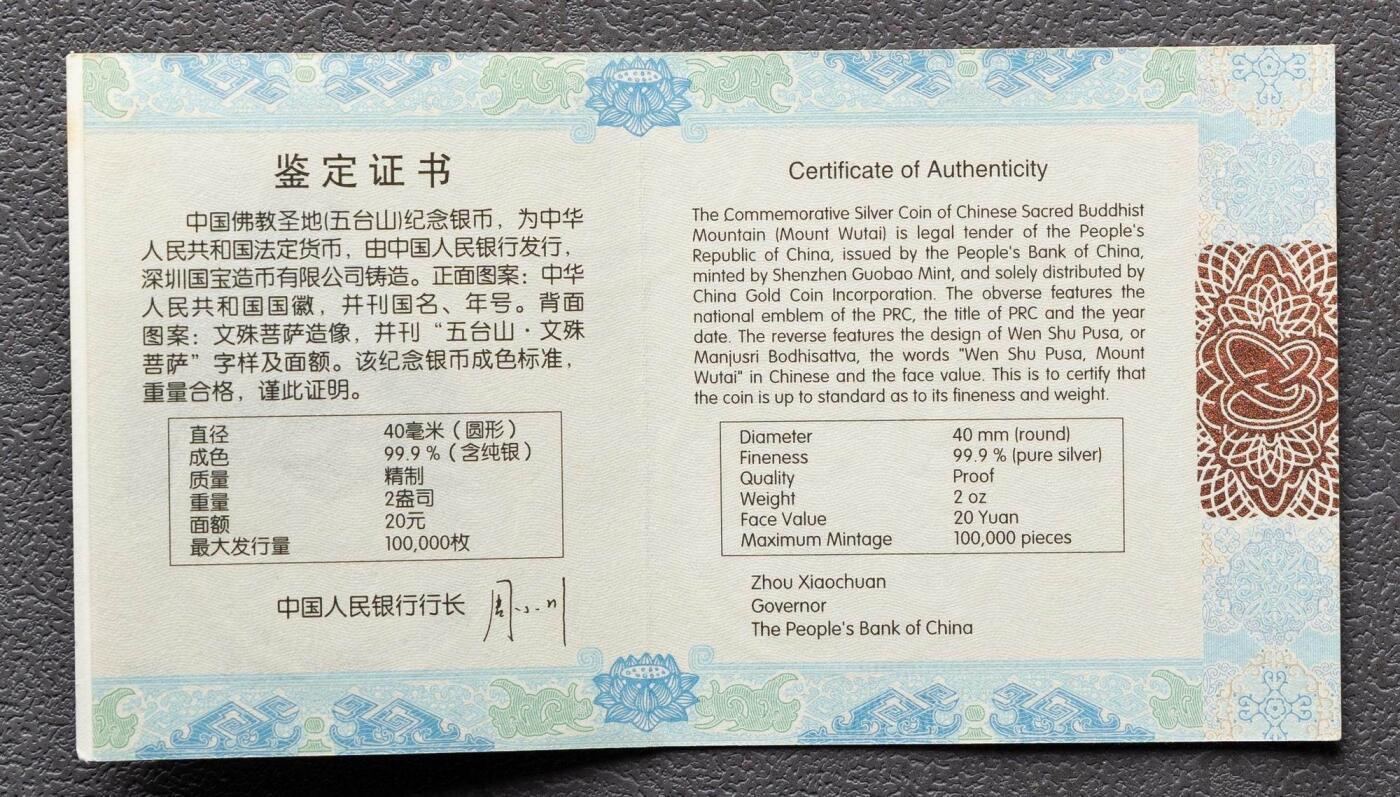 鉴定证书
中国佛教圣地(五台山)纪念银币，为中华
人民共和国法定货币，由中国人民银行发行，
深圳国宝造币有限公司铸造。正面图案：中华
人民共和国国徽，并刊国名、年号。背面
图案：文殊菩萨造像，并刊“五台山·文殊
菩萨”字样及面额。该纪念银币成色标准，
重量合格，谨此证明。
直径 40毫米（圆形）
成色 99.9％（含纯银）
质量 精制
重量 2盎司
面额 20元
最大发行量 100,000枚
中国人民银行行长 周小川
Certificate of Authenticity
The Commemorative Silver Coin of Chinese Sacred Buddhist
Mountain (Mount Wutai) is legal tender of the People's
Republic of China, issued by the People's Bank of China,
minted by Shenzhen Guobao Mint, and solely distributed by
China Gold Coin Incorporation. The obverse features the
national emblem of the PRC, the title of PRC and the year
date. The reverse features the design of Wen Shu Pusa, or
Manjusri Bodhisattva, the words "Wen Shu Pusa, Mount
Wutai" in Chinese and the face value. This is to certify that
the coin is up to standard as to its fineness and weight.
Diameter 40 mm (round)
Fineness 99.9 % (pure silver)
Quality Proof
Weight 2 oz
Face Value 20 Yuan
Maximum Mintage 100,000 pieces
Zhou Xiaochuan
Governor
The People's Bank of China